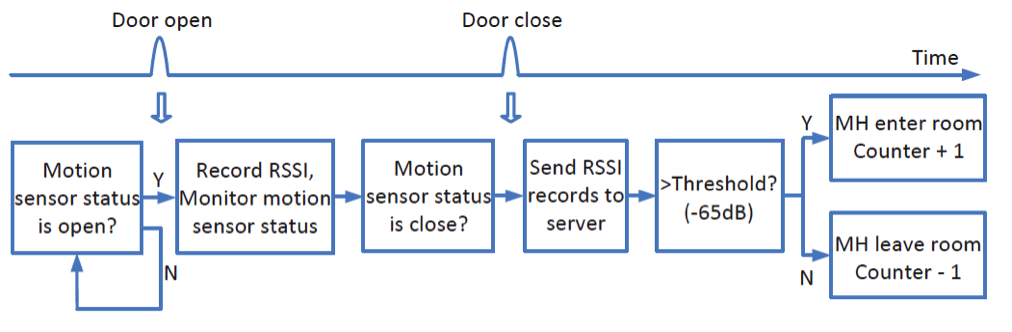 Door open
Door close
Time
Motion
sensor status
is open?
Y
N
Record RSSI,
Monitor motion
sensor status
Motion
sensor status
is close?
Send RSSI
records to
server
>Threshold?
(-65dB)
Y
MH enter room
Counter + 1
N
MH leave room
Counter - 1